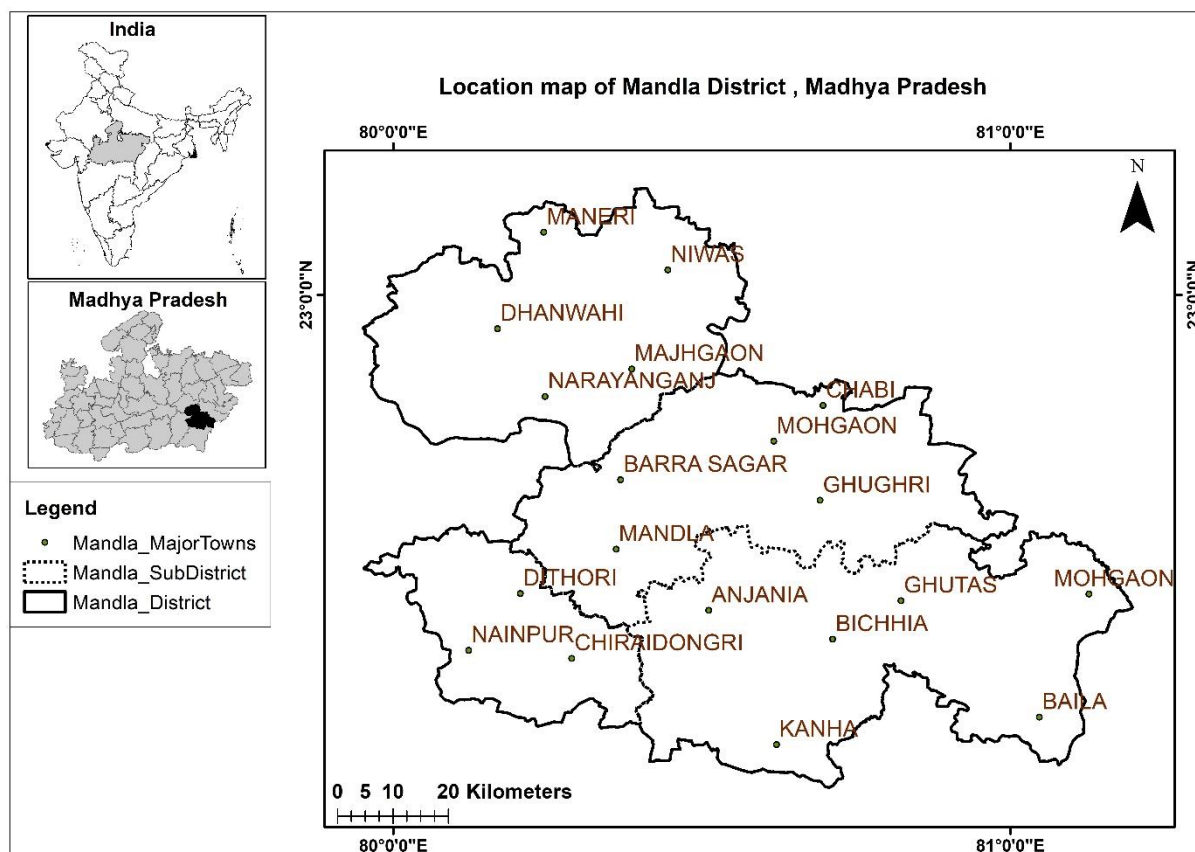 India
Madhya Pradesh
Legend
Mandla_MajorTowns
Mandla_SubDistrict
Mandla_District
Location map of Mandla District , Madhya Pradesh
80°0'0"E
81°0'0"E
N
23°0'0"N
23°0'0"N
MANERI
NIWAS
DHANWAHI
MAJHGAON
NARAYANGANJ
CHABI
MOHGAON
BARRA SAGAR
GHUGHRI
MANDLA
DITHORI
ANJANIA
GHUTAS
MOHGAON
BICHHIA
NAINPUR
CHIRAIDONGRI
BAILA
KANHA
0 5 10 20 Kilometers
80°0'0"E
81°0'0"E